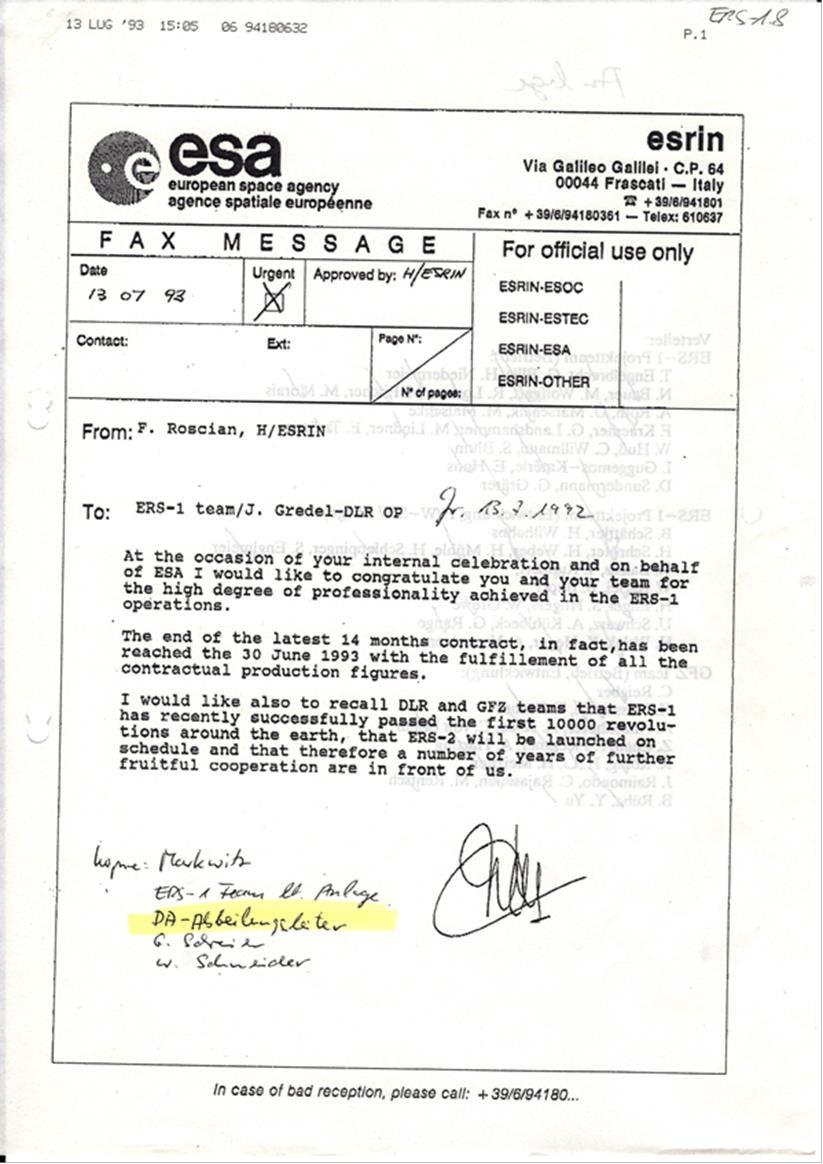 13 LUG '93 15:05 06 94180632
ERS-1.8
P.1
esa
european space agency
agence spatiale européenne
esrin
Via Galileo Galilei · C.P. 64
00044 Frascati — Italy
☎ +39/6/941801
Fax n° +39/6/94180361 — Telex: 610637
FAX MESSAGE
For official use only
Date
13 07 93
Urgent
Approved by: H/ESRIN
ESRIN-ESOC
ESRIN-ESTEC
ESRIN-ESA
ESRIN-OTHER
Contact:
Ext:
Page N°:
N° of pages:
From: F. Roscian, H/ESRIN
To: ERS-1 team/J. Gredel-DLR OP
At the occasion of your internal celebration and on behalf
of ESA I would like to congratulate you and your team for
the high degree of professionality achieved in the ERS-1
operations.
The end of the latest 14 months contract, in fact,has been
reached the 30 June 1993 with the fulfillement of all the
contractual production figures.
I would like also to recall DLR and GFZ teams that ERS-1
has recently successfully passed the first 10000 revolu-
tions around the earth, that ERS-2 will be launched on
schedule and that therefore a number of years of further
fruitful cooperation are in front of us.
Markwitz
ERS-1 Team lt. Anlage
DA-Abteilungsleiter
G. Schreier
W. Schneider
In case of bad reception, please call: +39/6/94180...